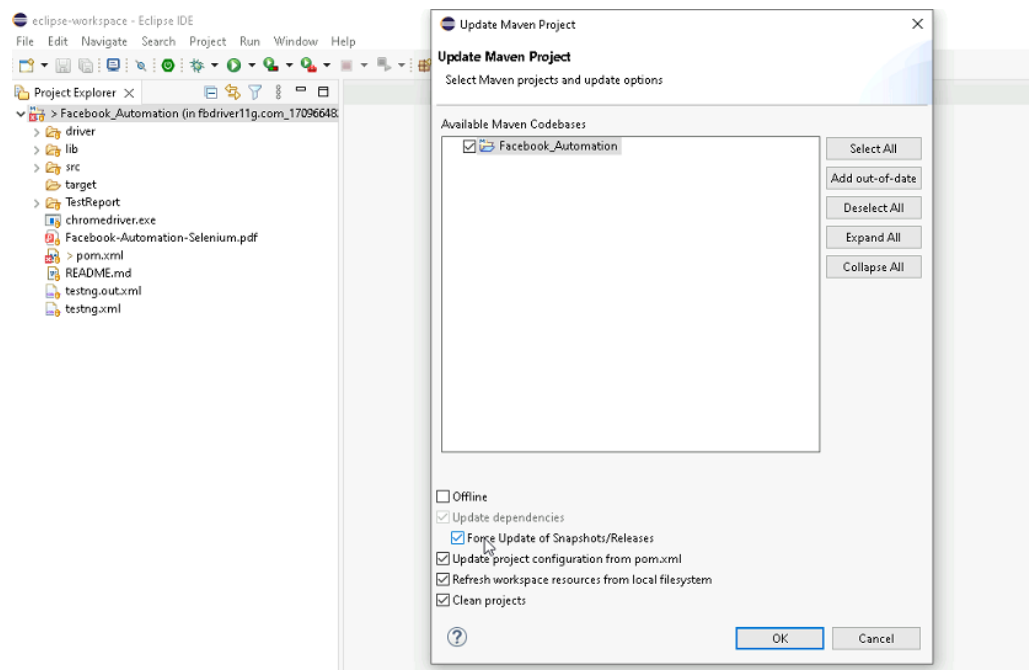 eclipse-workspace - Eclipse IDE
File Edit Navigate Search Project Run Window Help
Project Explorer
> Facebook_Automation (in fbdriver11g.com_17096648
driver
lib
src
target
TestReport
chromedriver.exe
Facebook-Automation-Selenium.pdf
> pom.xml
README.md
testng.out.xml
testng.xml
Update Maven Project
Update Maven Project
Select Maven projects and update options
Available Maven Codebases
Facebook_Automation
Select All
Add out-of-date
Deselect All
Expand All
Collapse All
Offline
Update dependencies
Force Update of Snapshots/Releases
Update project configuration from pom.xml
Refresh workspace resources from local filesystem
Clean projects
OK
Cancel